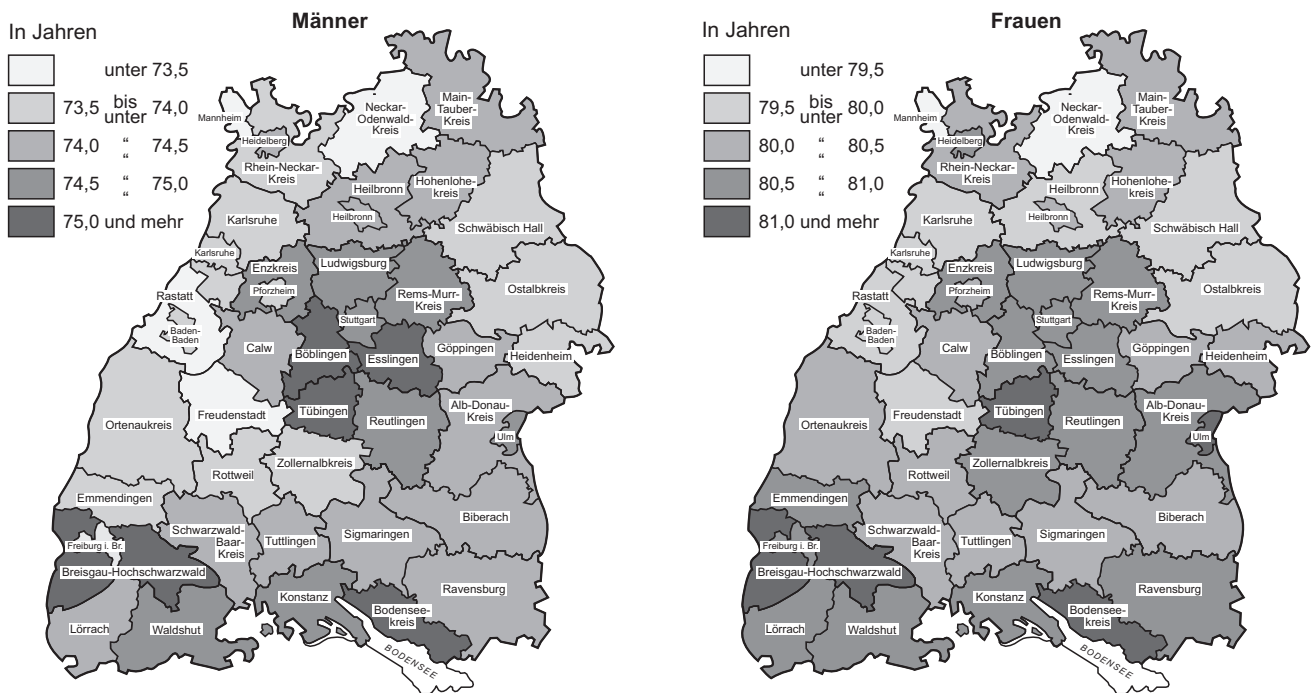 Männer
In Jahren
unter 73,5
73,5 bis unter 74,0
74,0 “ “ 74,5
74,5 “ “ 75,0
75,0 und mehr
Main-
Tauber-
Kreis
Neckar-
Odenwald-
Kreis
Mannheim
Heidelberg
Rhein-Neckar-
Kreis
Heilbronn
Hohenlohe-
kreis
Heilbronn
Karlsruhe
Schwäbisch Hall
Karlsruhe
Enzkreis
Ludwigsburg
Pforzheim
Rems-Murr-
Kreis
Ostalbkreis
Rastatt
Stuttgart
Baden-
Baden
Calw
Böblingen
Esslingen
Göppingen
Heidenheim
Freudenstadt
Tübingen
Reutlingen
Alb-Donau-
Kreis
Ulm
Ortenaukreis
Rottweil
Zollernalbkreis
Emmendingen
Biberach
Schwarzwald-
Baar-
Kreis
Tuttlingen
Sigmaringen
Freiburg i. Br.
Breisgau-Hochschwarzwald
Ravensburg
Konstanz
Bodensee-
kreis
Lörrach
Waldshut
BODENSEE
Frauen
In Jahren
unter 79,5
79,5 bis unter 80,0
80,0 “ “ 80,5
80,5 “ “ 81,0
81,0 und mehr
Main-
Tauber-
Kreis
Neckar-
Odenwald-
Kreis
Mannheim
Heidelberg
Rhein-Neckar-
Kreis
Heilbronn
Hohenlohe-
kreis
Heilbronn
Karlsruhe
Schwäbisch Hall
Karlsruhe
Enzkreis
Ludwigsburg
Pforzheim
Rems-Murr-
Kreis
Ostalbkreis
Rastatt
Stuttgart
Baden-
Baden
Calw
Böblingen
Esslingen
Göppingen
Heidenheim
Freudenstadt
Tübingen
Reutlingen
Alb-Donau-
Kreis
Ulm
Ortenaukreis
Rottweil
Zollernalbkreis
Emmendingen
Biberach
Schwarzwald-
Baar-
Kreis
Tuttlingen
Sigmaringen
Freiburg i. Br.
Breisgau-Hochschwarzwald
Ravensburg
Konstanz
Bodensee-
kreis
Lörrach
Waldshut
BODENSEE